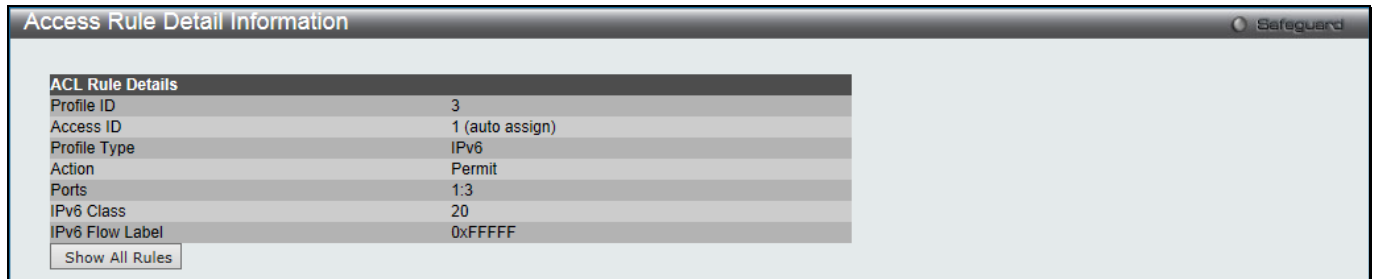 Access Rule Detail Information
Safeguard
ACL Rule Details
Profile ID 3
Access ID 1 (auto assign)
Profile Type IPv6
Action Permit
Ports 1:3
IPv6 Class 20
IPv6 Flow Label 0xFFFFF
Show All Rules